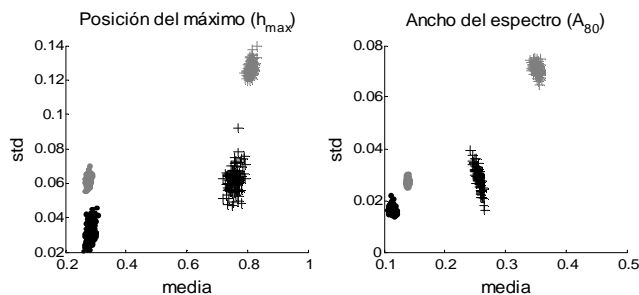 Posición del máximo (h_max)
Ancho del espectro (A_80)
0.14
0.12
0.1
0.08
0.06
0.04
0.02
std
0.2 0.4 0.6 0.8 1
media
0.08
0.06
0.04
0.02
0
std
0.1 0.2 0.3 0.4 0.5
media